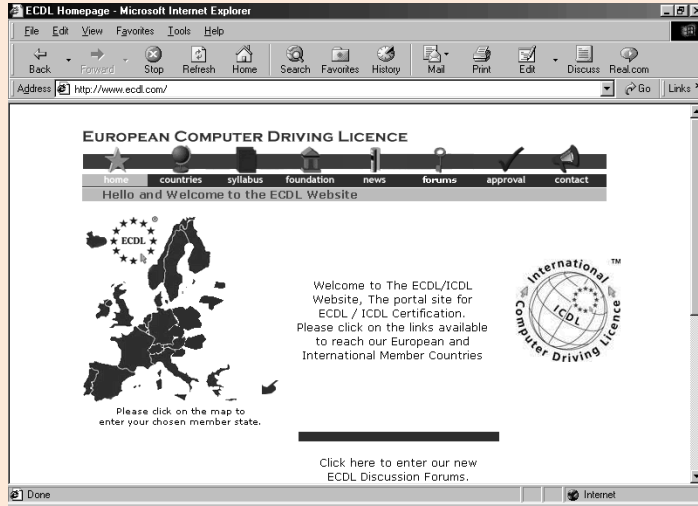 ECDL Homepage - Microsoft Internet Explorer
File Edit View Favorites Tools Help
Back Forward Stop Refresh Home Search Favorites History Mail Print Edit Discuss Real.com
Address http://www.ecdl.com/ Go Links
EUROPEAN COMPUTER DRIVING LICENCE
home countries syllabus foundation news forums approval contact
Hello and Welcome to the ECDL Website
ECDL ®
International Computer Driving Licence TM
ICDL
Welcome to The ECDL/ICDL
Website, The portal site for
ECDL / ICDL Certification.
Please click on the links available
to reach our European and
International Member Countries
Please click on the map to
enter your chosen member state.
Click here to enter our new
ECDL Discussion Forums.
Done Internet